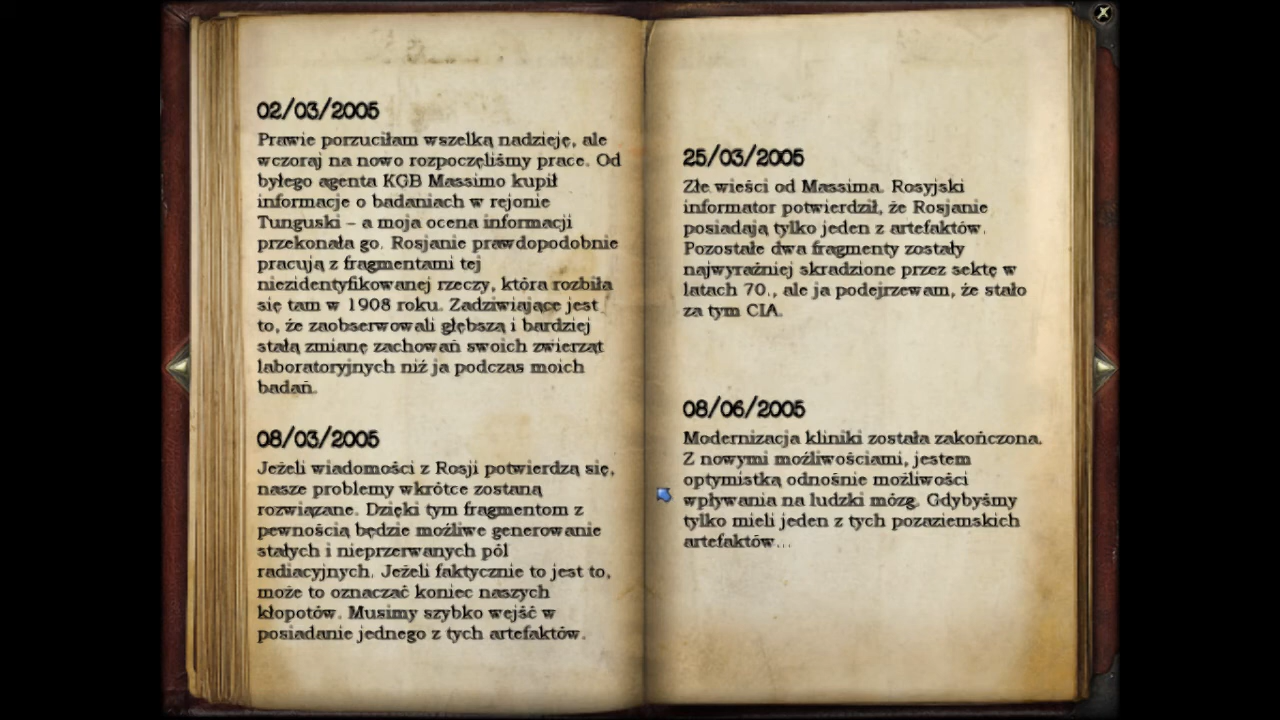 02/03/2005
Prawie porzuciłam wszelką nadzieję, ale
wczoraj na nowo rozpoczęliśmy prace. Od
byłego agenta KGB Massimo kupił
informacje o badaniach w rejonie
Tunguski – a moja ocena informacji
przekonała go. Rosjanie prawdopodobnie
pracują z fragmentami tej
niezidentyfikowanej rzeczy, która rozbiła
się tam w 1908 roku. Zadziwiające jest
to, że zaobserwowali głębszą i bardziej
stałą zmianę zachowań swoich zwierząt
laboratoryjnych niż ja podczas moich
badań.
08/03/2005
Jeżeli wiadomości z Rosji potwierdzą się,
nasze problemy wkrótce zostaną
rozwiązane. Dzięki tym fragmentom z
pewnością będzie możliwe generowanie
stałych i nieprzerwanych pól
radiacyjnych. Jeżeli faktycznie to jest to,
może to oznaczać koniec naszych
kłopotów. Musimy szybko wejść w
posiadanie jednego z tych artefaktów.
25/03/2005
Złe wieści od Massima. Rosyjski
informator potwierdził, że Rosjanie
posiadają tylko jeden z artefaktów.
Pozostałe dwa fragmenty zostały
najwyraźniej skradzione przez sektę w
latach 70., ale ja podejrzewam, że stało
za tym CIA.
08/06/2005
Modernizacja kliniki została zakończona.
Z nowymi możliwościami, jestem
optymistką odnośnie możliwości
wpływania na ludzki mózg. Gdybyśmy
tylko mieli jeden z tych pozaziemskich
artefaktów...